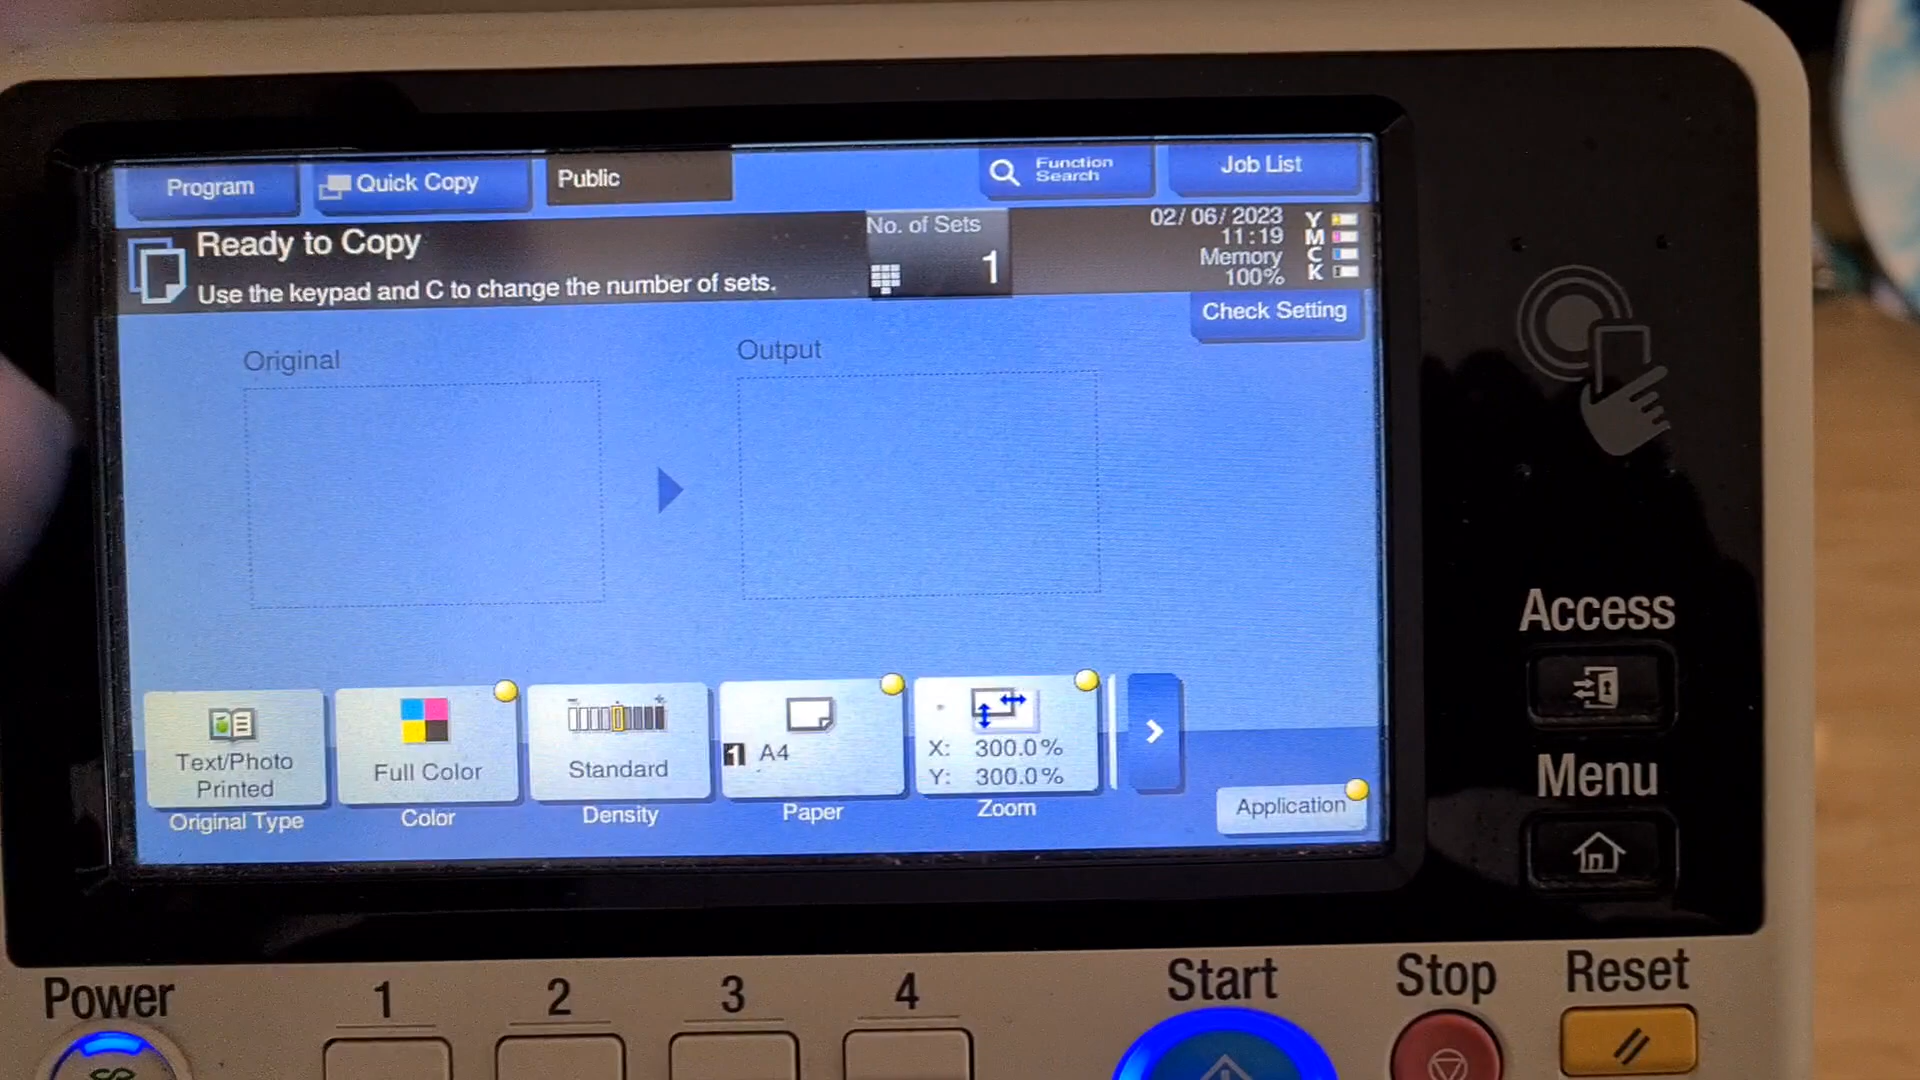 Program
Quick Copy
Public
Function
Search
Job List
Ready to Copy
Use the keypad and C to change the number of sets.
No. of Sets
1
02/06/2023
11:19
Memory
100%
Y
M
C
K
Check Setting
Original
Output
Text/Photo
Printed
Original Type
Full Color
Color
Standard
Density
1 A4
Paper
X: 300.0%
Y: 300.0%
Zoom
Application
Access
Menu
Power
1
2
3
4
Start
Stop
Reset